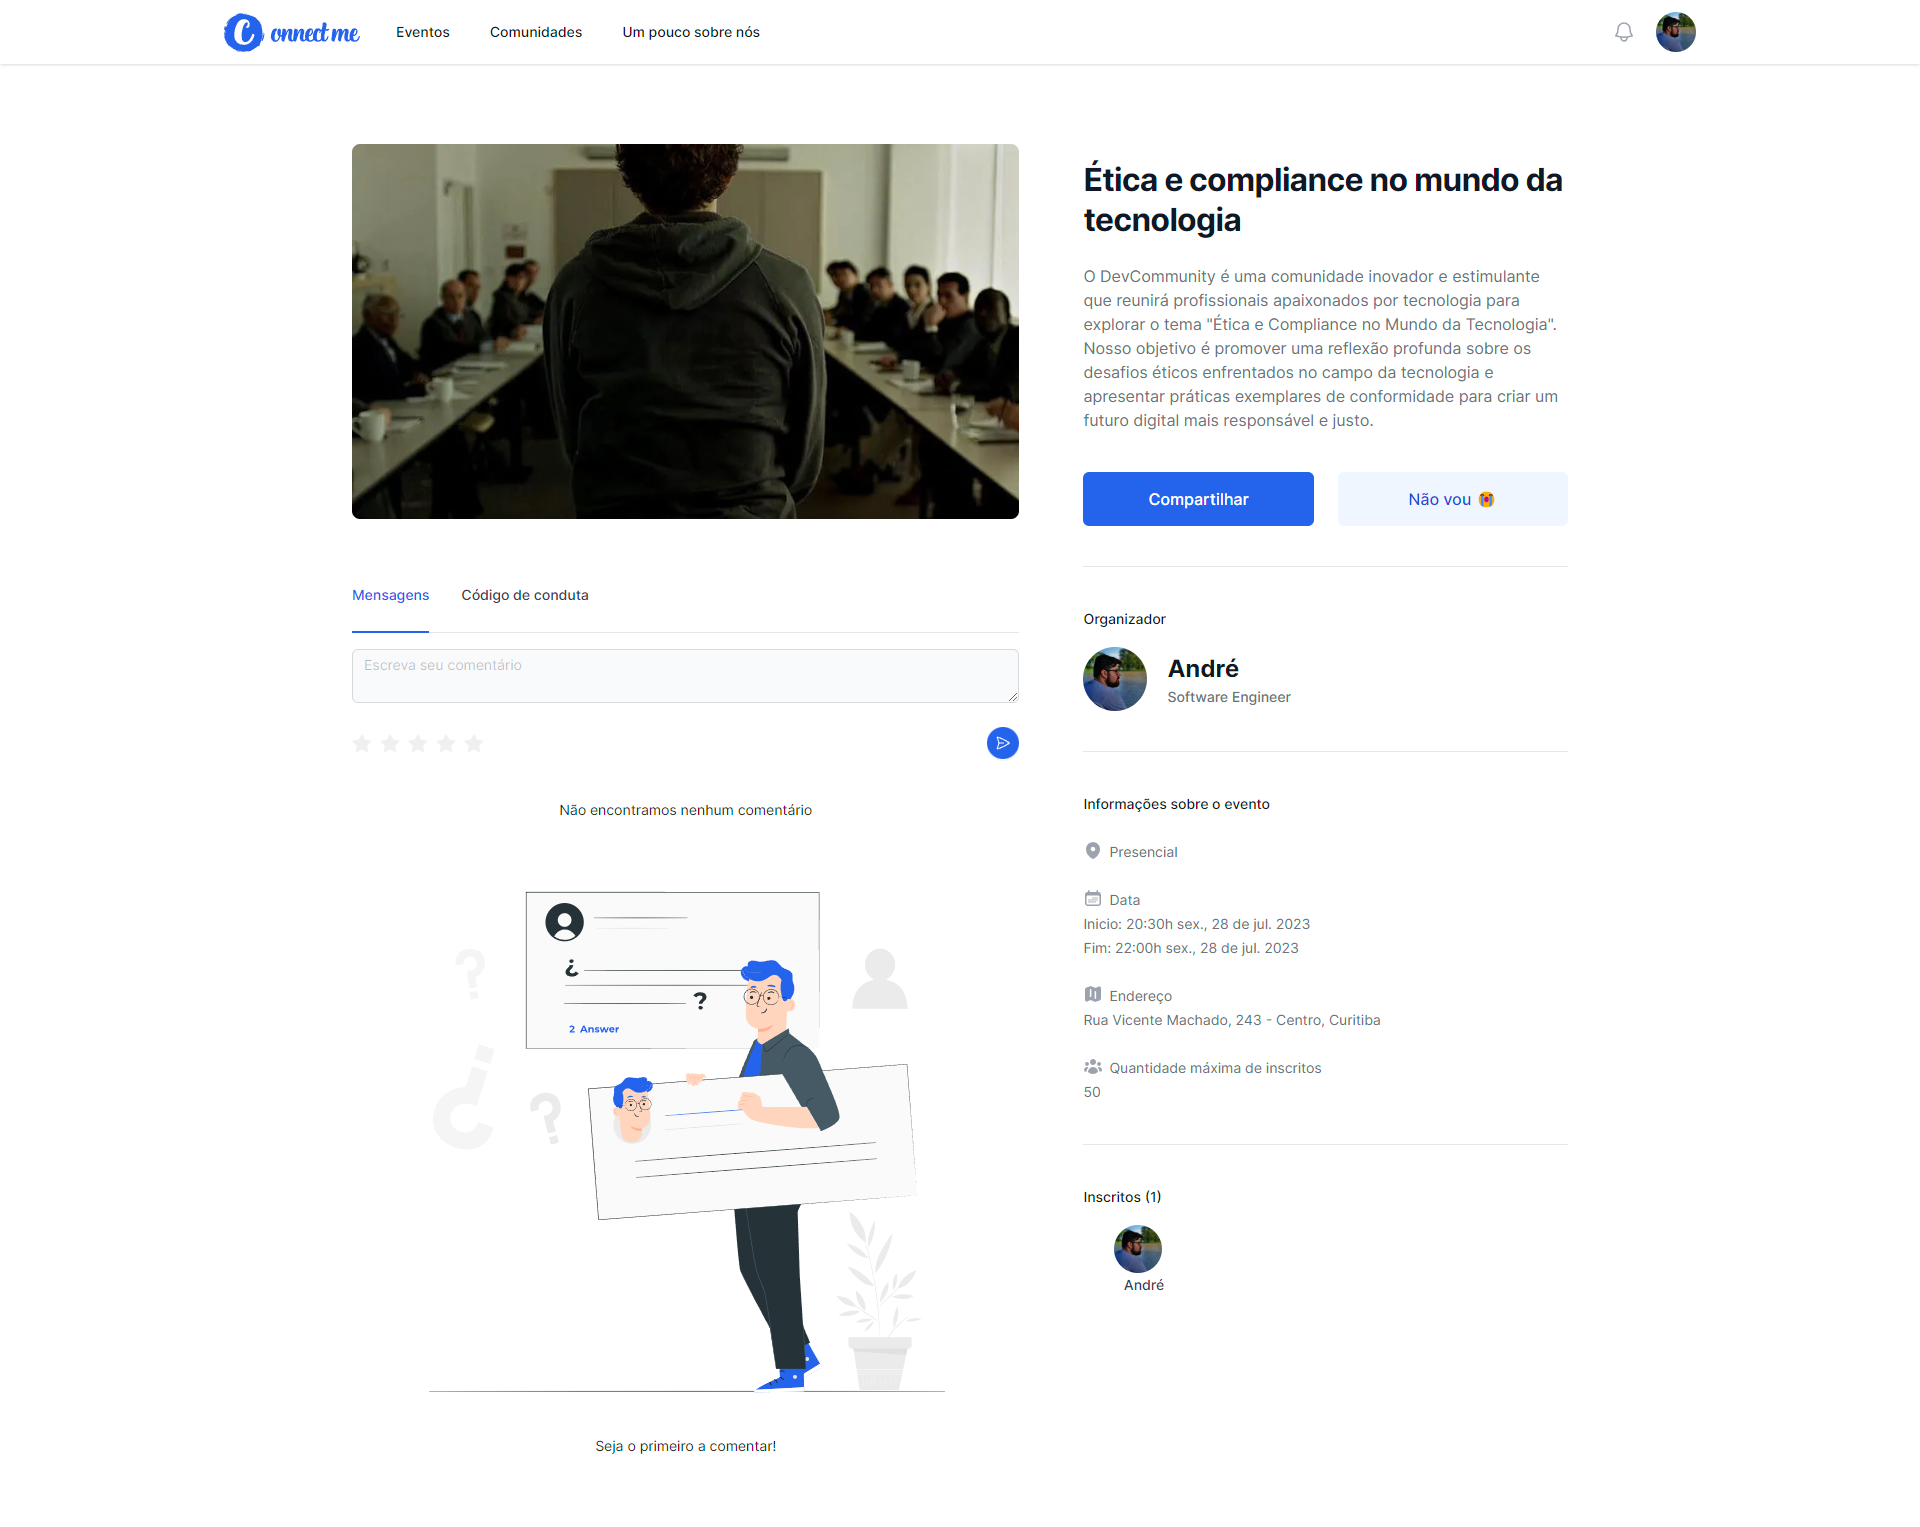 Connect me
Eventos
Comunidades
Um pouco sobre nós
Ética e compliance no mundo da
tecnologia
O DevCommunity é uma comunidade inovador e estimulante
que reunirá profissionais apaixonados por tecnologia para
explorar o tema "Ética e Compliance no Mundo da Tecnologia".
Nosso objetivo é promover uma reflexão profunda sobre os
desafios éticos enfrentados no campo da tecnologia e
apresentar práticas exemplares de conformidade para criar um
futuro digital mais responsável e justo.
Compartilhar
Não vou 😭
Mensagens
Código de conduta
Escreva seu comentário
Não encontramos nenhum comentário
?
¿
?
2 Answer
¿
?
Seja o primeiro a comentar!
Organizador
André
Software Engineer
Informações sobre o evento
Presencial
Data
Inicio: 20:30h sex., 28 de jul. 2023
Fim: 22:00h sex., 28 de jul. 2023
Endereço
Rua Vicente Machado, 243 - Centro, Curitiba
Quantidade máxima de inscritos
50
Inscritos (1)
André